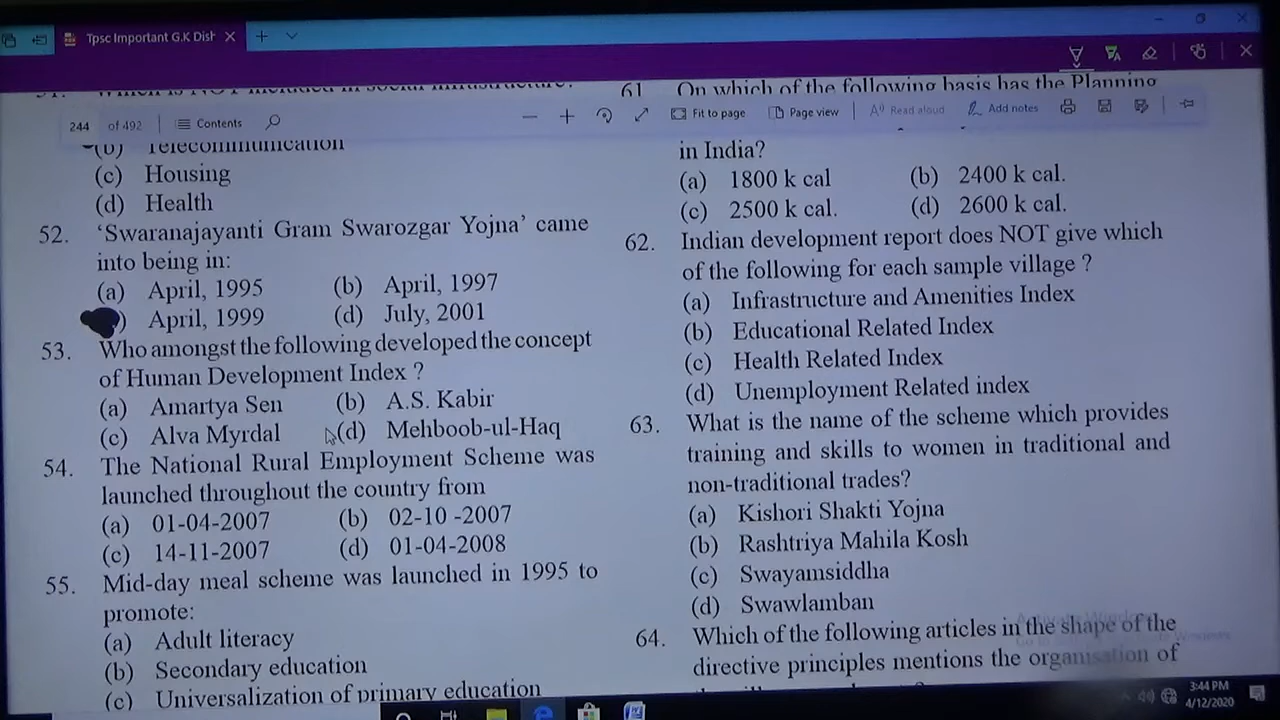 Tpsc Important G.K Dish
61 On which of the following basis has the Planning
244 of 492 Contents Fit to page Page view Read aloud Add notes
(b) Telecommunication
(c) Housing
(d) Health
52. ‘Swaranajayanti Gram Swarozgar Yojna’ came
into being in:
(a) April, 1995 (b) April, 1997
) April, 1999 (d) July, 2001
53. Who amongst the following developed the concept
of Human Development Index ?
(a) Amartya Sen (b) A.S. Kabir
(c) Alva Myrdal (d) Mehboob-ul-Haq
54. The National Rural Employment Scheme was
launched throughout the country from
(a) 01-04-2007 (b) 02-10 -2007
(c) 14-11-2007 (d) 01-04-2008
55. Mid-day meal scheme was launched in 1995 to
promote:
(a) Adult literacy
(b) Secondary education
(c) Universalization of primary education
in India?
(a) 1800 k cal (b) 2400 k cal.
(c) 2500 k cal. (d) 2600 k cal.
62. Indian development report does NOT give which
of the following for each sample village ?
(a) Infrastructure and Amenities Index
(b) Educational Related Index
(c) Health Related Index
(d) Unemployment Related index
63. What is the name of the scheme which provides
training and skills to women in traditional and
non-traditional trades?
(a) Kishori Shakti Yojna
(b) Rashtriya Mahila Kosh
(c) Swayamsiddha
(d) Swawlamban
64. Which of the following articles in the shape of the
directive principles mentions the organisation of
3:44 PM
4/12/2020